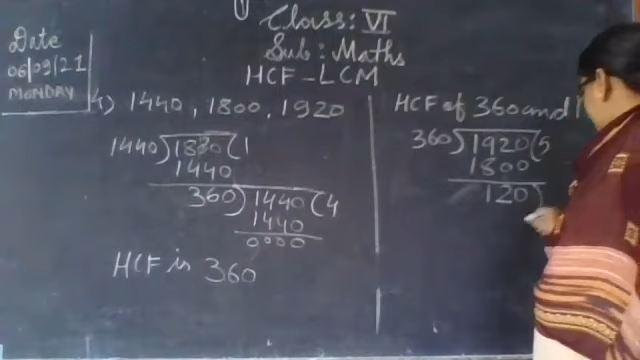 Class: VI
Sub: Maths
HCF-LCM
Date
06/09/21
MONDAY
4) 1440, 1800, 1920
1440) 1800 (1
1440
360) 1440 (4
1440
0000
HCF is 360
HCF of 360 and 1
360) 1920 (5
1800
120)